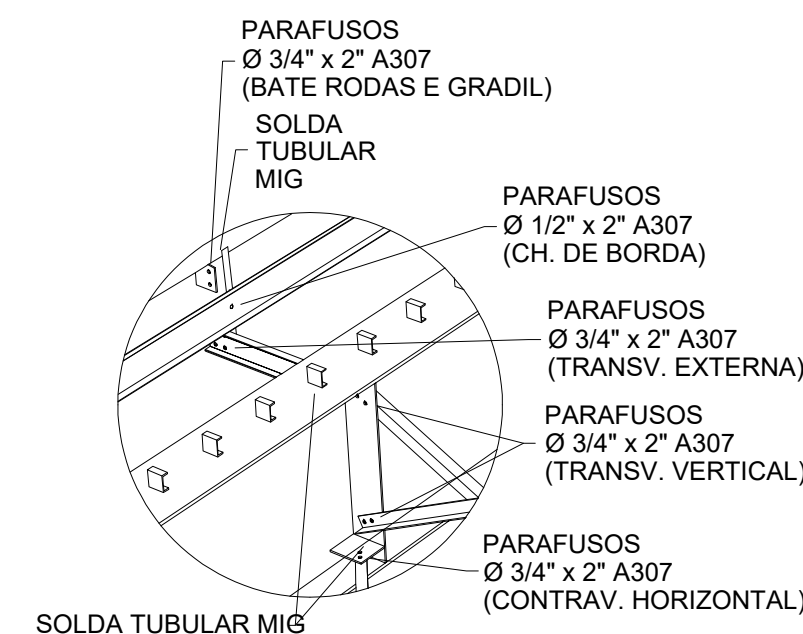 PARAFUSOS
Ø 3/4" x 2" A307
(BATE RODAS E GRADIL)
SOLDA
TUBULAR
MIG
PARAFUSOS
Ø 1/2" x 2" A307
(CH. DE BORDA)
PARAFUSOS
Ø 3/4" x 2" A307
(TRANSV. EXTERNA)
PARAFUSOS
Ø 3/4" x 2" A307
(TRANSV. VERTICAL)
PARAFUSOS
Ø 3/4" x 2" A307
(CONTRAV. HORIZONTAL)
SOLDA TUBULAR MIG